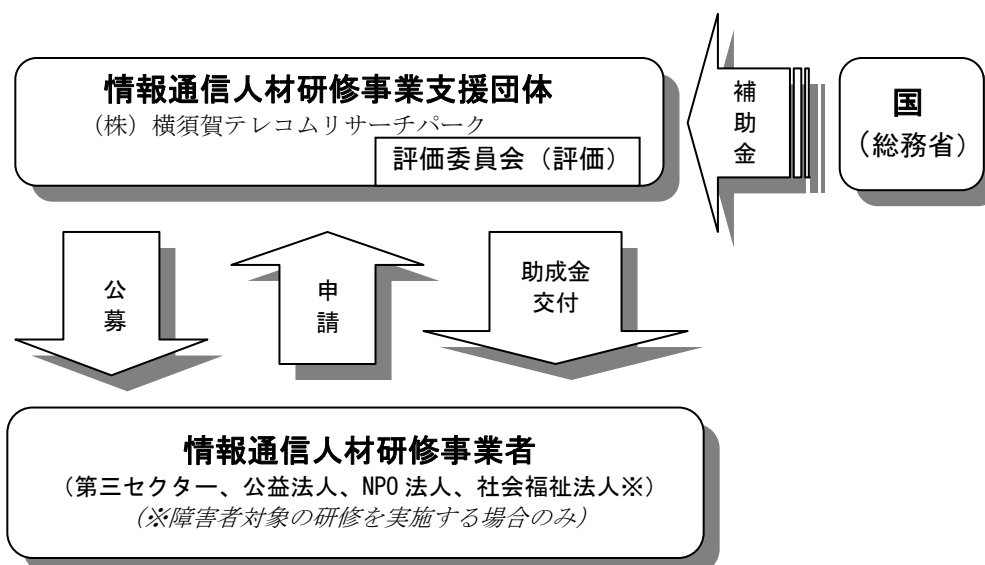 情報通信人材研修事業支援団体
（株）横須賀テレコムリサーチパーク
評価委員会（評価）
補助金
国
（総務省）
公募
申請
助成金
交付
情報通信人材研修事業者
（第三セクター、公益法人、NPO 法人、社会福祉法人※）
（※障害者対象の研修を実施する場合のみ）